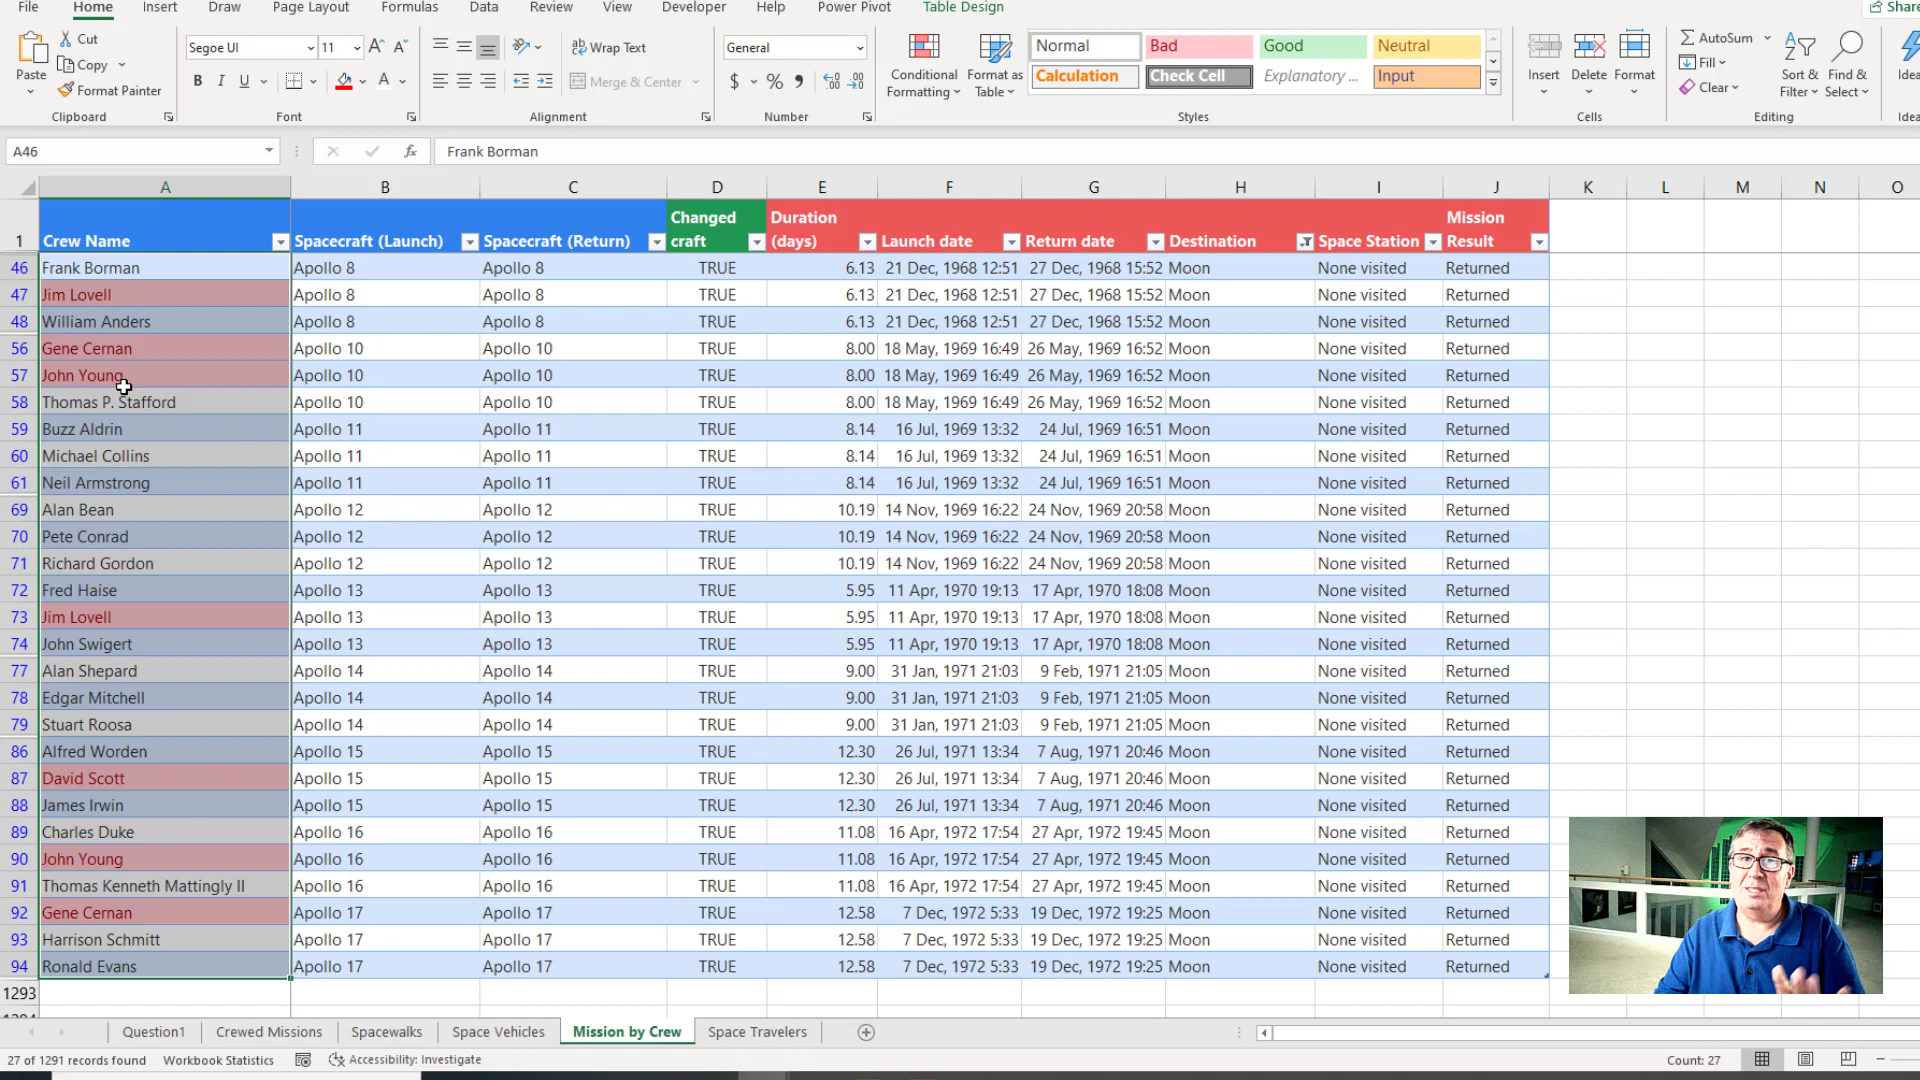 File Home Insert Draw Page Layout Formulas Data Review View Developer Help Power Pivot Table Design Share
Paste Cut Copy Format Painter Clipboard
Segoe UI 11 B I U A Font
Wrap Text Merge & Center Alignment
General $ % Number
Conditional Formatting Format as Table
Normal Bad Good Neutral
Calculation Check Cell Explanatory ... Input
Styles
Insert Delete Format Cells
AutoSum Fill Clear Sort & Filter Find & Select Editing
A46 fx Frank Borman
A B C D E F G H I J K L M N O
1 Crew Name Spacecraft (Launch) Spacecraft (Return) Changed craft Duration (days) Launch date Return date Destination Space Station Mission Result
46 Frank Borman Apollo 8 Apollo 8 TRUE 6.13 21 Dec, 1968 12:51 27 Dec, 1968 15:52 Moon None visited Returned
47 Jim Lovell Apollo 8 Apollo 8 TRUE 6.13 21 Dec, 1968 12:51 27 Dec, 1968 15:52 Moon None visited Returned
48 William Anders Apollo 8 Apollo 8 TRUE 6.13 21 Dec, 1968 12:51 27 Dec, 1968 15:52 Moon None visited Returned
56 Gene Cernan Apollo 10 Apollo 10 TRUE 8.00 18 May, 1969 16:49 26 May, 1969 16:52 Moon None visited Returned
57 John Young Apollo 10 Apollo 10 TRUE 8.00 18 May, 1969 16:49 26 May, 1969 16:52 Moon None visited Returned
58 Thomas P. Stafford Apollo 10 Apollo 10 TRUE 8.00 18 May, 1969 16:49 26 May, 1969 16:52 Moon None visited Returned
59 Buzz Aldrin Apollo 11 Apollo 11 TRUE 8.14 16 Jul, 1969 13:32 24 Jul, 1969 16:51 Moon None visited Returned
60 Michael Collins Apollo 11 Apollo 11 TRUE 8.14 16 Jul, 1969 13:32 24 Jul, 1969 16:51 Moon None visited Returned
61 Neil Armstrong Apollo 11 Apollo 11 TRUE 8.14 16 Jul, 1969 13:32 24 Jul, 1969 16:51 Moon None visited Returned
69 Alan Bean Apollo 12 Apollo 12 TRUE 10.19 14 Nov, 1969 16:22 24 Nov, 1969 20:58 Moon None visited Returned
70 Pete Conrad Apollo 12 Apollo 12 TRUE 10.19 14 Nov, 1969 16:22 24 Nov, 1969 20:58 Moon None visited Returned
71 Richard Gordon Apollo 12 Apollo 12 TRUE 10.19 14 Nov, 1969 16:22 24 Nov, 1969 20:58 Moon None visited Returned
72 Fred Haise Apollo 13 Apollo 13 TRUE 5.95 11 Apr, 1970 19:13 17 Apr, 1970 18:08 Moon None visited Returned
73 Jim Lovell Apollo 13 Apollo 13 TRUE 5.95 11 Apr, 1970 19:13 17 Apr, 1970 18:08 Moon None visited Returned
74 John Swigert Apollo 13 Apollo 13 TRUE 5.95 11 Apr, 1970 19:13 17 Apr, 1970 18:08 Moon None visited Returned
77 Alan Shepard Apollo 14 Apollo 14 TRUE 9.00 31 Jan, 1971 21:03 9 Feb, 1971 21:05 Moon None visited Returned
78 Edgar Mitchell Apollo 14 Apollo 14 TRUE 9.00 31 Jan, 1971 21:03 9 Feb, 1971 21:05 Moon None visited Returned
79 Stuart Roosa Apollo 14 Apollo 14 TRUE 9.00 31 Jan, 1971 21:03 9 Feb, 1971 21:05 Moon None visited Returned
86 Alfred Worden Apollo 15 Apollo 15 TRUE 12.30 26 Jul, 1971 13:34 7 Aug, 1971 20:46 Moon None visited Returned
87 David Scott Apollo 15 Apollo 15 TRUE 12.30 26 Jul, 1971 13:34 7 Aug, 1971 20:46 Moon None visited Returned
88 James Irwin Apollo 15 Apollo 15 TRUE 12.30 26 Jul, 1971 13:34 7 Aug, 1971 20:46 Moon None visited Returned
89 Charles Duke Apollo 16 Apollo 16 TRUE 11.08 16 Apr, 1972 17:54 27 Apr, 1972 19:45 Moon None visited Returned
90 John Young Apollo 16 Apollo 16 TRUE 11.08 16 Apr, 1972 17:54 27 Apr, 1972 19:45 Moon None visited Returned
91 Thomas Kenneth Mattingly II Apollo 16 Apollo 16 TRUE 11.08 16 Apr, 1972 17:54 27 Apr, 1972 19:45 Moon None visited Returned
92 Gene Cernan Apollo 17 Apollo 17 TRUE 12.58 7 Dec, 1972 5:33 19 Dec, 1972 19:25 Moon None visited Returned
93 Harrison Schmitt Apollo 17 Apollo 17 TRUE 12.58 7 Dec, 1972 5:33 19 Dec, 1972 19:25 Moon None visited Returned
94 Ronald Evans Apollo 17 Apollo 17 TRUE 12.58 7 Dec, 1972 5:33 19 Dec, 1972 19:25 Moon None visited Returned
1293
Question1 Crewed Missions Spacewalks Space Vehicles Mission by Crew Space Travelers
27 of 1291 records found Workbook Statistics Accessibility: Investigate Count: 27